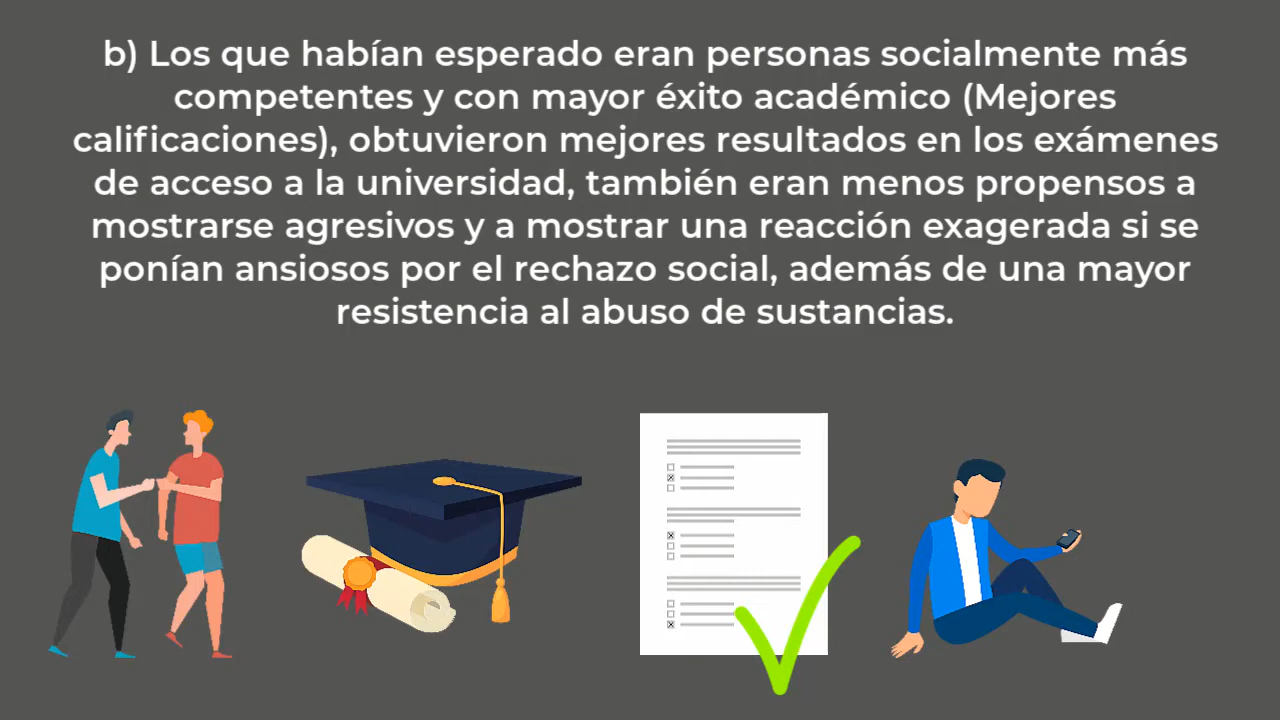 b) Los que habían esperado eran personas socialmente más
competentes y con mayor éxito académico (Mejores
calificaciones), obtuvieron mejores resultados en los exámenes
de acceso a la universidad, también eran menos propensos a
mostrarse agresivos y a mostrar una reacción exagerada si se
ponían ansiosos por el rechazo social, además de una mayor
resistencia al abuso de sustancias.